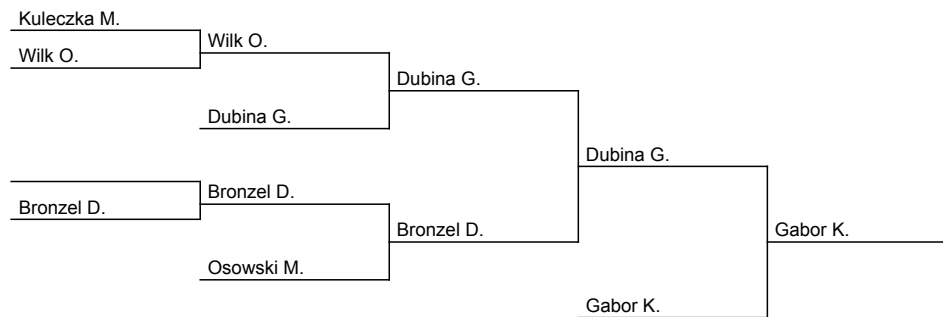 Kuleczka M.
Wilk O.
Wilk O.
Dubina G.
Dubina G.
Dubina G.
Bronzel D.
Bronzel D.
Bronzel D.
Gabor K.
Osowski M.
Gabor K.